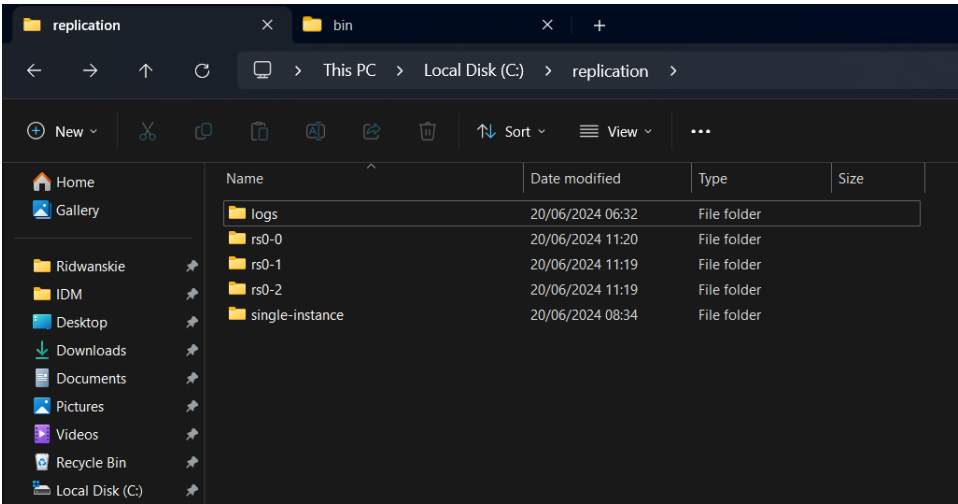 replication
bin
This PC > Local Disk (C:) > replication >
New
Sort
View
Name Date modified Type Size
Home
Gallery
logs 20/06/2024 06:32 File folder
rs0-0 20/06/2024 11:20 File folder
rs0-1 20/06/2024 11:19 File folder
rs0-2 20/06/2024 11:19 File folder
single-instance 20/06/2024 08:34 File folder
Ridwanskie
IDM
Desktop
Downloads
Documents
Pictures
Videos
Recycle Bin
Local Disk (C:)